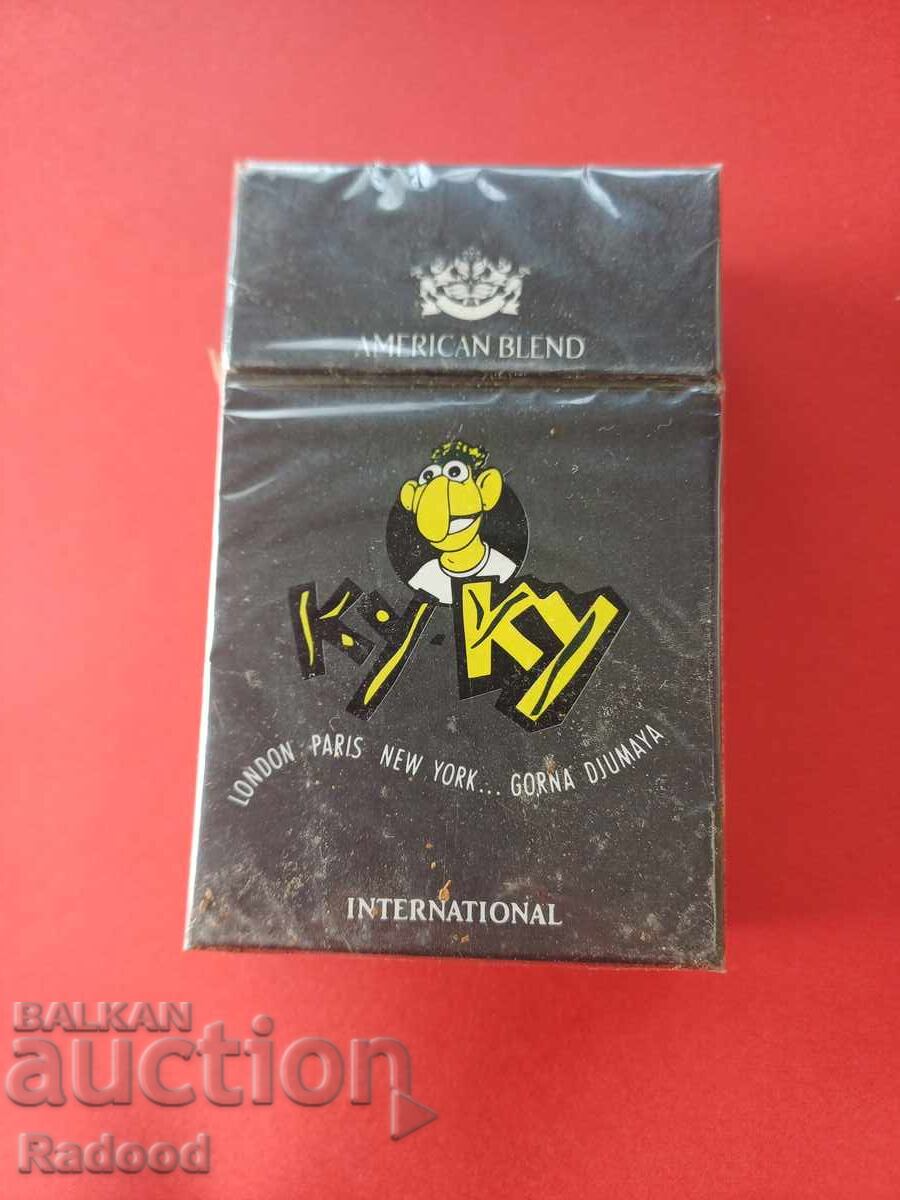 AMERICAN BLEND
Ку-Ку
LONDON PARIS NEW YORK... GORNA DJUMAYA
INTERNATIONAL
BALKAN
auction
Radood